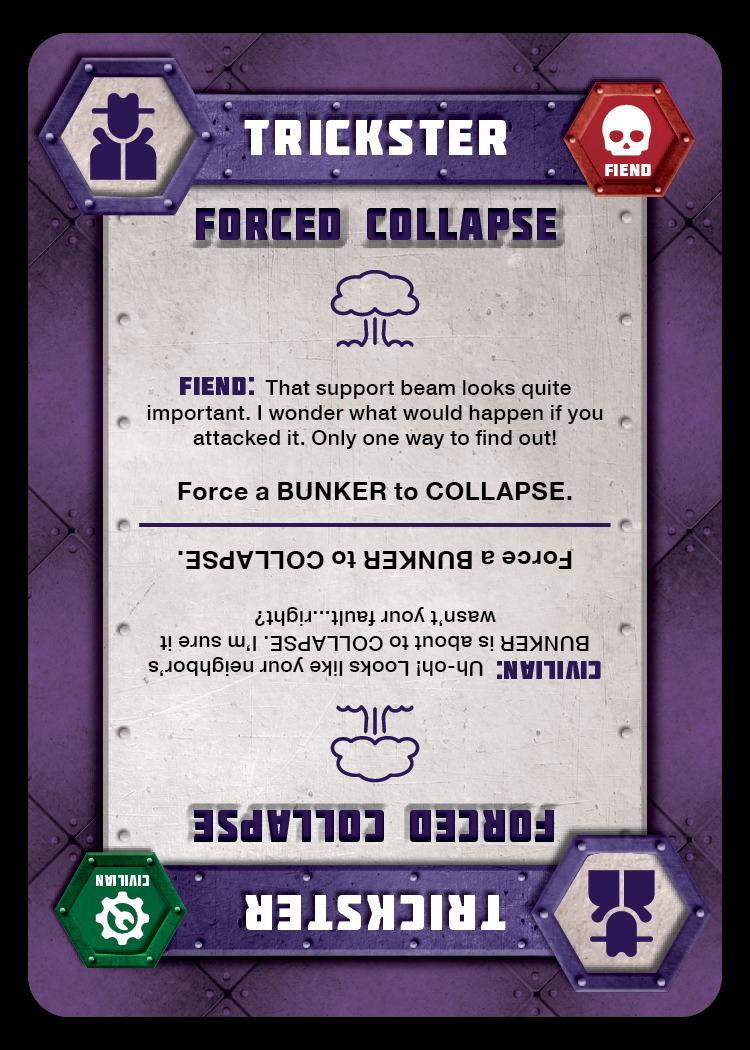 TRICKSTER
FIEND
FORCED COLLAPSE
FIEND: That support beam looks quite
important. I wonder what would happen if you
attacked it. Only one way to find out!
Force a BUNKER to COLLAPSE.
TRICKSTER
CIVILIAN
FORCED COLLAPSE
CIVILIAN: Uh-oh! Looks like your neighbor's
BUNKER is about to COLLAPSE. I'm sure it
wasn't your fault...right?
Force a BUNKER to COLLAPSE.